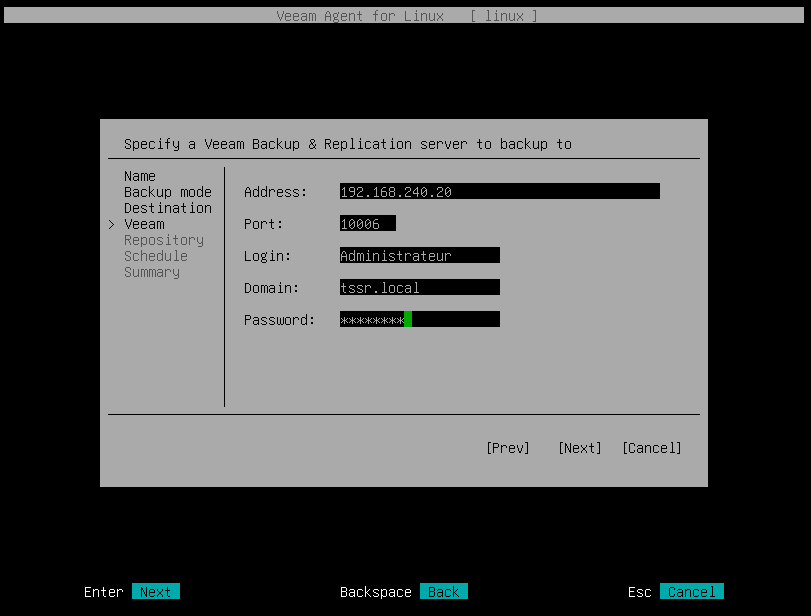 Veeam Agent for Linux [ linux ]
Specify a Veeam Backup & Replication server to backup to
Name
Backup mode
Destination
> Veeam
Repository
Schedule
Summary
Address: 192.168.240.20
Port: 10006
Login: Administrateur
Domain: tssr.local
Password: ********
[Prev] [Next] [Cancel]
Enter Next Backspace Back Esc Cancel